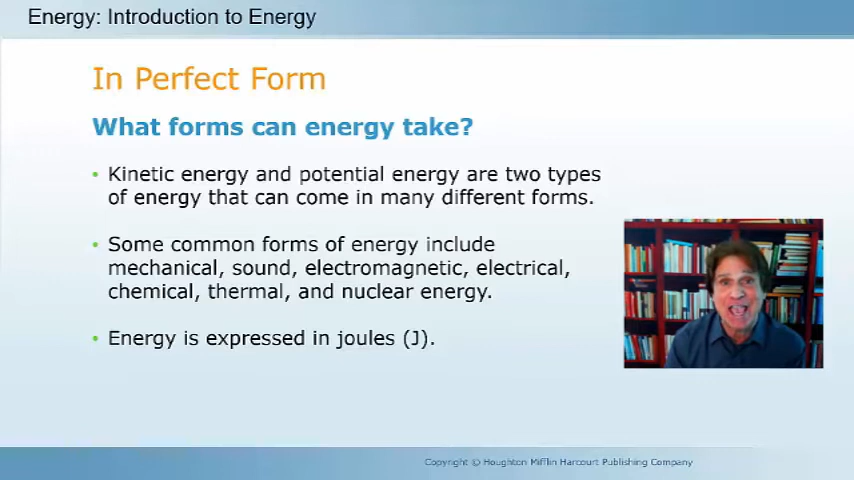 Energy: Introduction to Energy
In Perfect Form
What forms can energy take?
• Kinetic energy and potential energy are two types
of energy that can come in many different forms.
• Some common forms of energy include
mechanical, sound, electromagnetic, electrical,
chemical, thermal, and nuclear energy.
• Energy is expressed in joules (J).
Copyright © Houghton Mifflin Harcourt Publishing Company